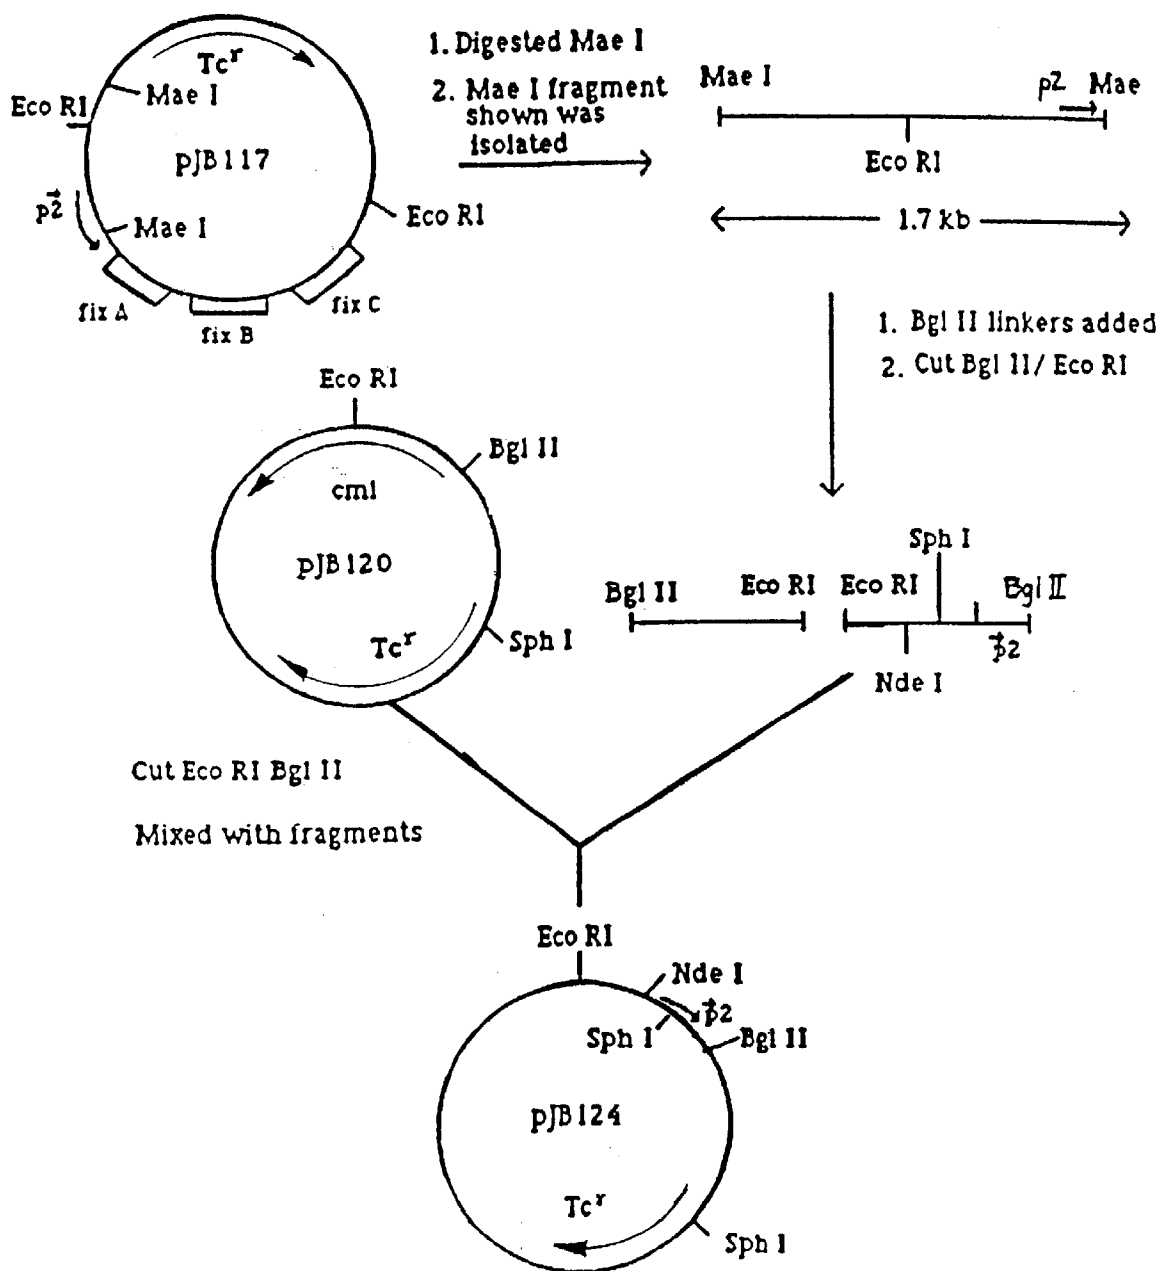 Tcʳ
Mae I
Eco RI
pJB117
p2
Mae I
Eco RI
fix A
fix B
fix C
1. Digested Mae I
2. Mae I fragment
shown was
isolated
Mae I
p2 Mae
Eco RI
1.7 kb
1. Bgl II linkers added
2. Cut Bgl II/ Eco RI
Eco RI
Bgl II
cml
pJB120
Tcʳ
Sph I
Sph I
Bgl II
Eco RI
Eco RI
Bgl II
p2
Nde I
Cut Eco RI Bgl II
Mixed with fragments
Eco RI
Nde I
p2
Sph I
Bgl II
pJB124
Tcʳ
Sph I